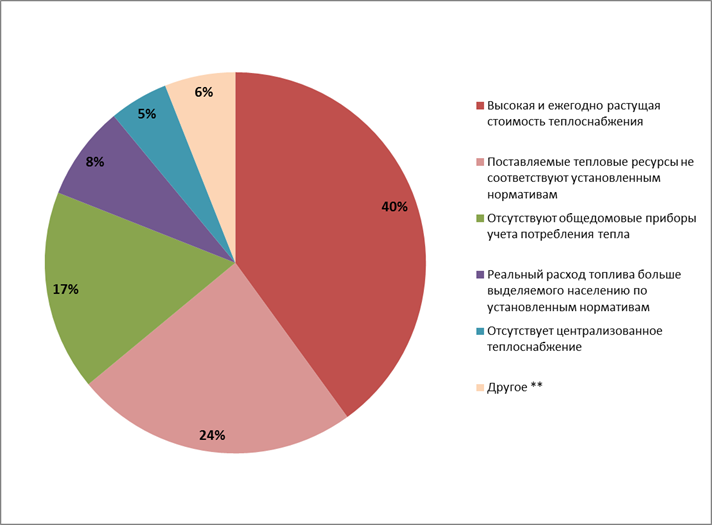 6%
5%
8%
40%
17%
24%
Высокая и ежегодно растущая
стоимость теплоснабжения
Поставляемые тепловые ресурсы не
соответствуют установленным
нормативам
Отсутствуют общедомовые приборы
учета потребления тепла
Реальный расход топлива больше
выделяемого населению по
установленным нормативам
Отсутствует централизованное
теплоснабжение
Другое **